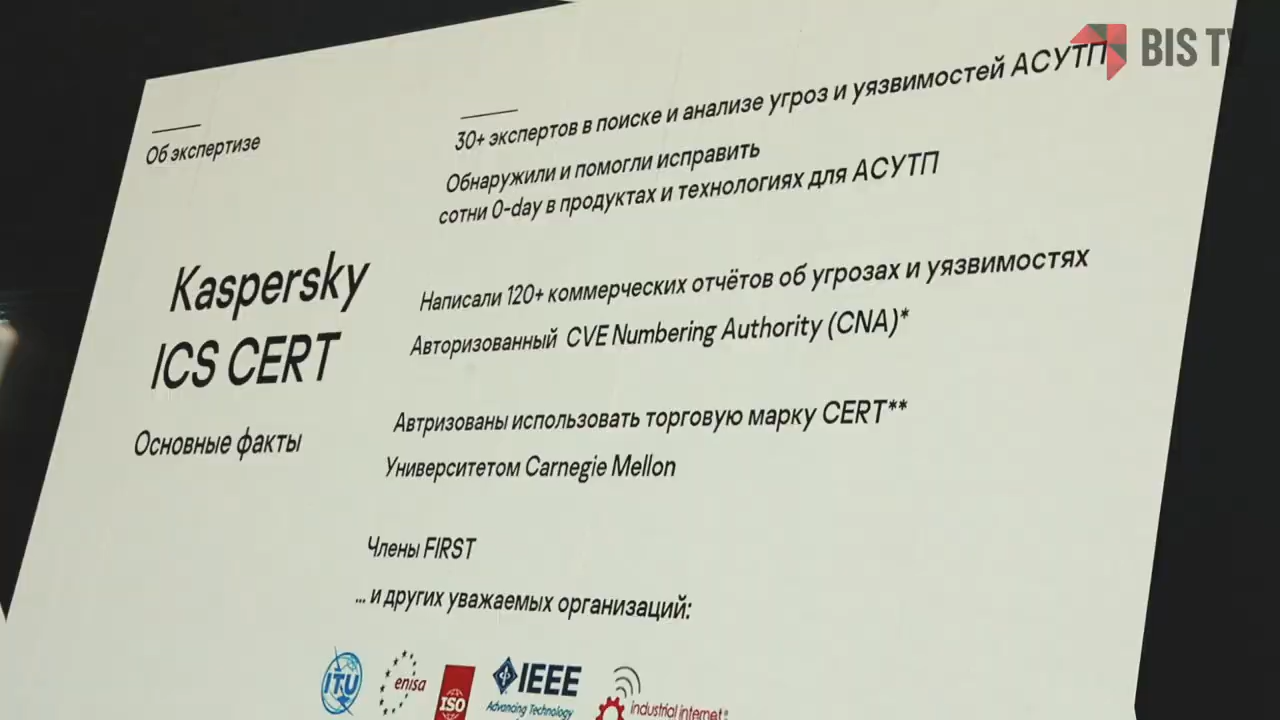 BIS TV
Об экспертизе
Kaspersky
ICS CERT
Основные факты
30+ экспертов в поиске и анализе угроз и уязвимостей АСУТП
Обнаружили и помогли исправить
сотни 0-day в продуктах и технологиях для АСУТП
Написали 120+ коммерческих отчётов об угрозах и уязвимостях
Авторизованный CVE Numbering Authority (CNA)*
Автризованы использовать торговую марку CERT**
Университетом Carnegie Mellon
Члены FIRST
... и других уважаемых организаций:
ITU
enisa
ISO
IEEE
Advancing Technology
industrial internet